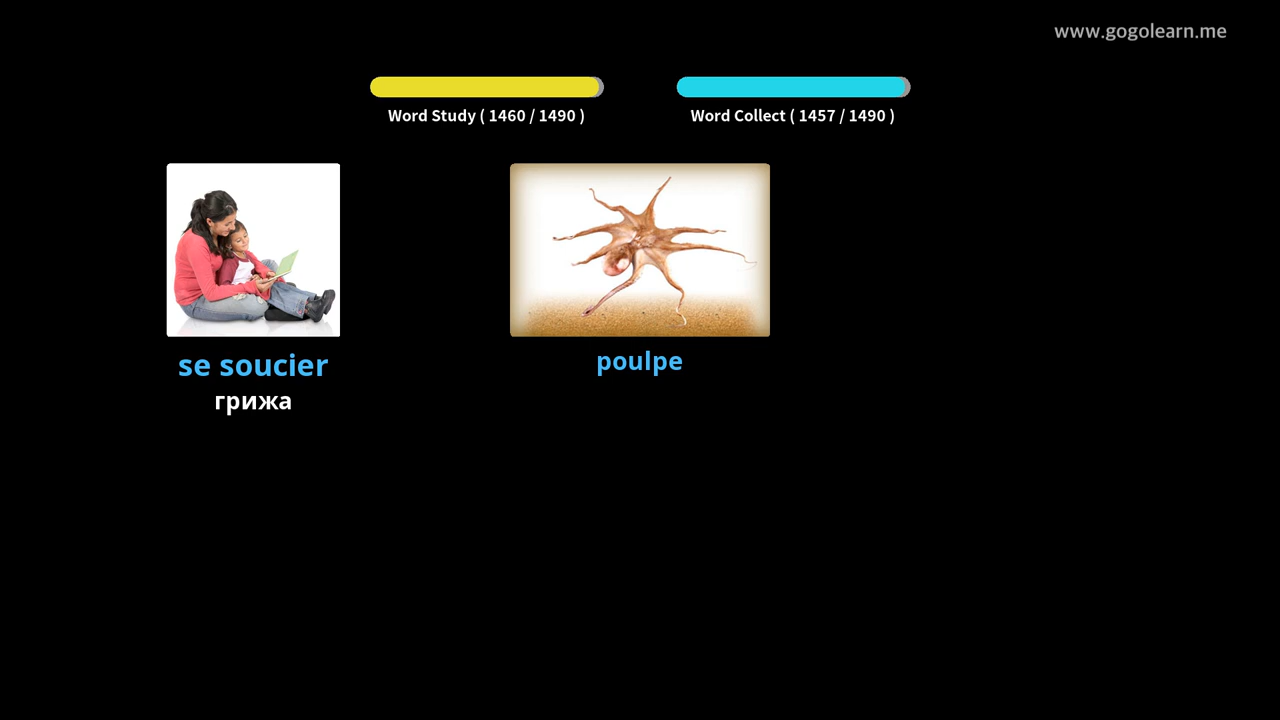 www.gogolearn.me
Word Study ( 1460 / 1490 )
Word Collect ( 1457 / 1490 )
se soucier
грижа
poulpe